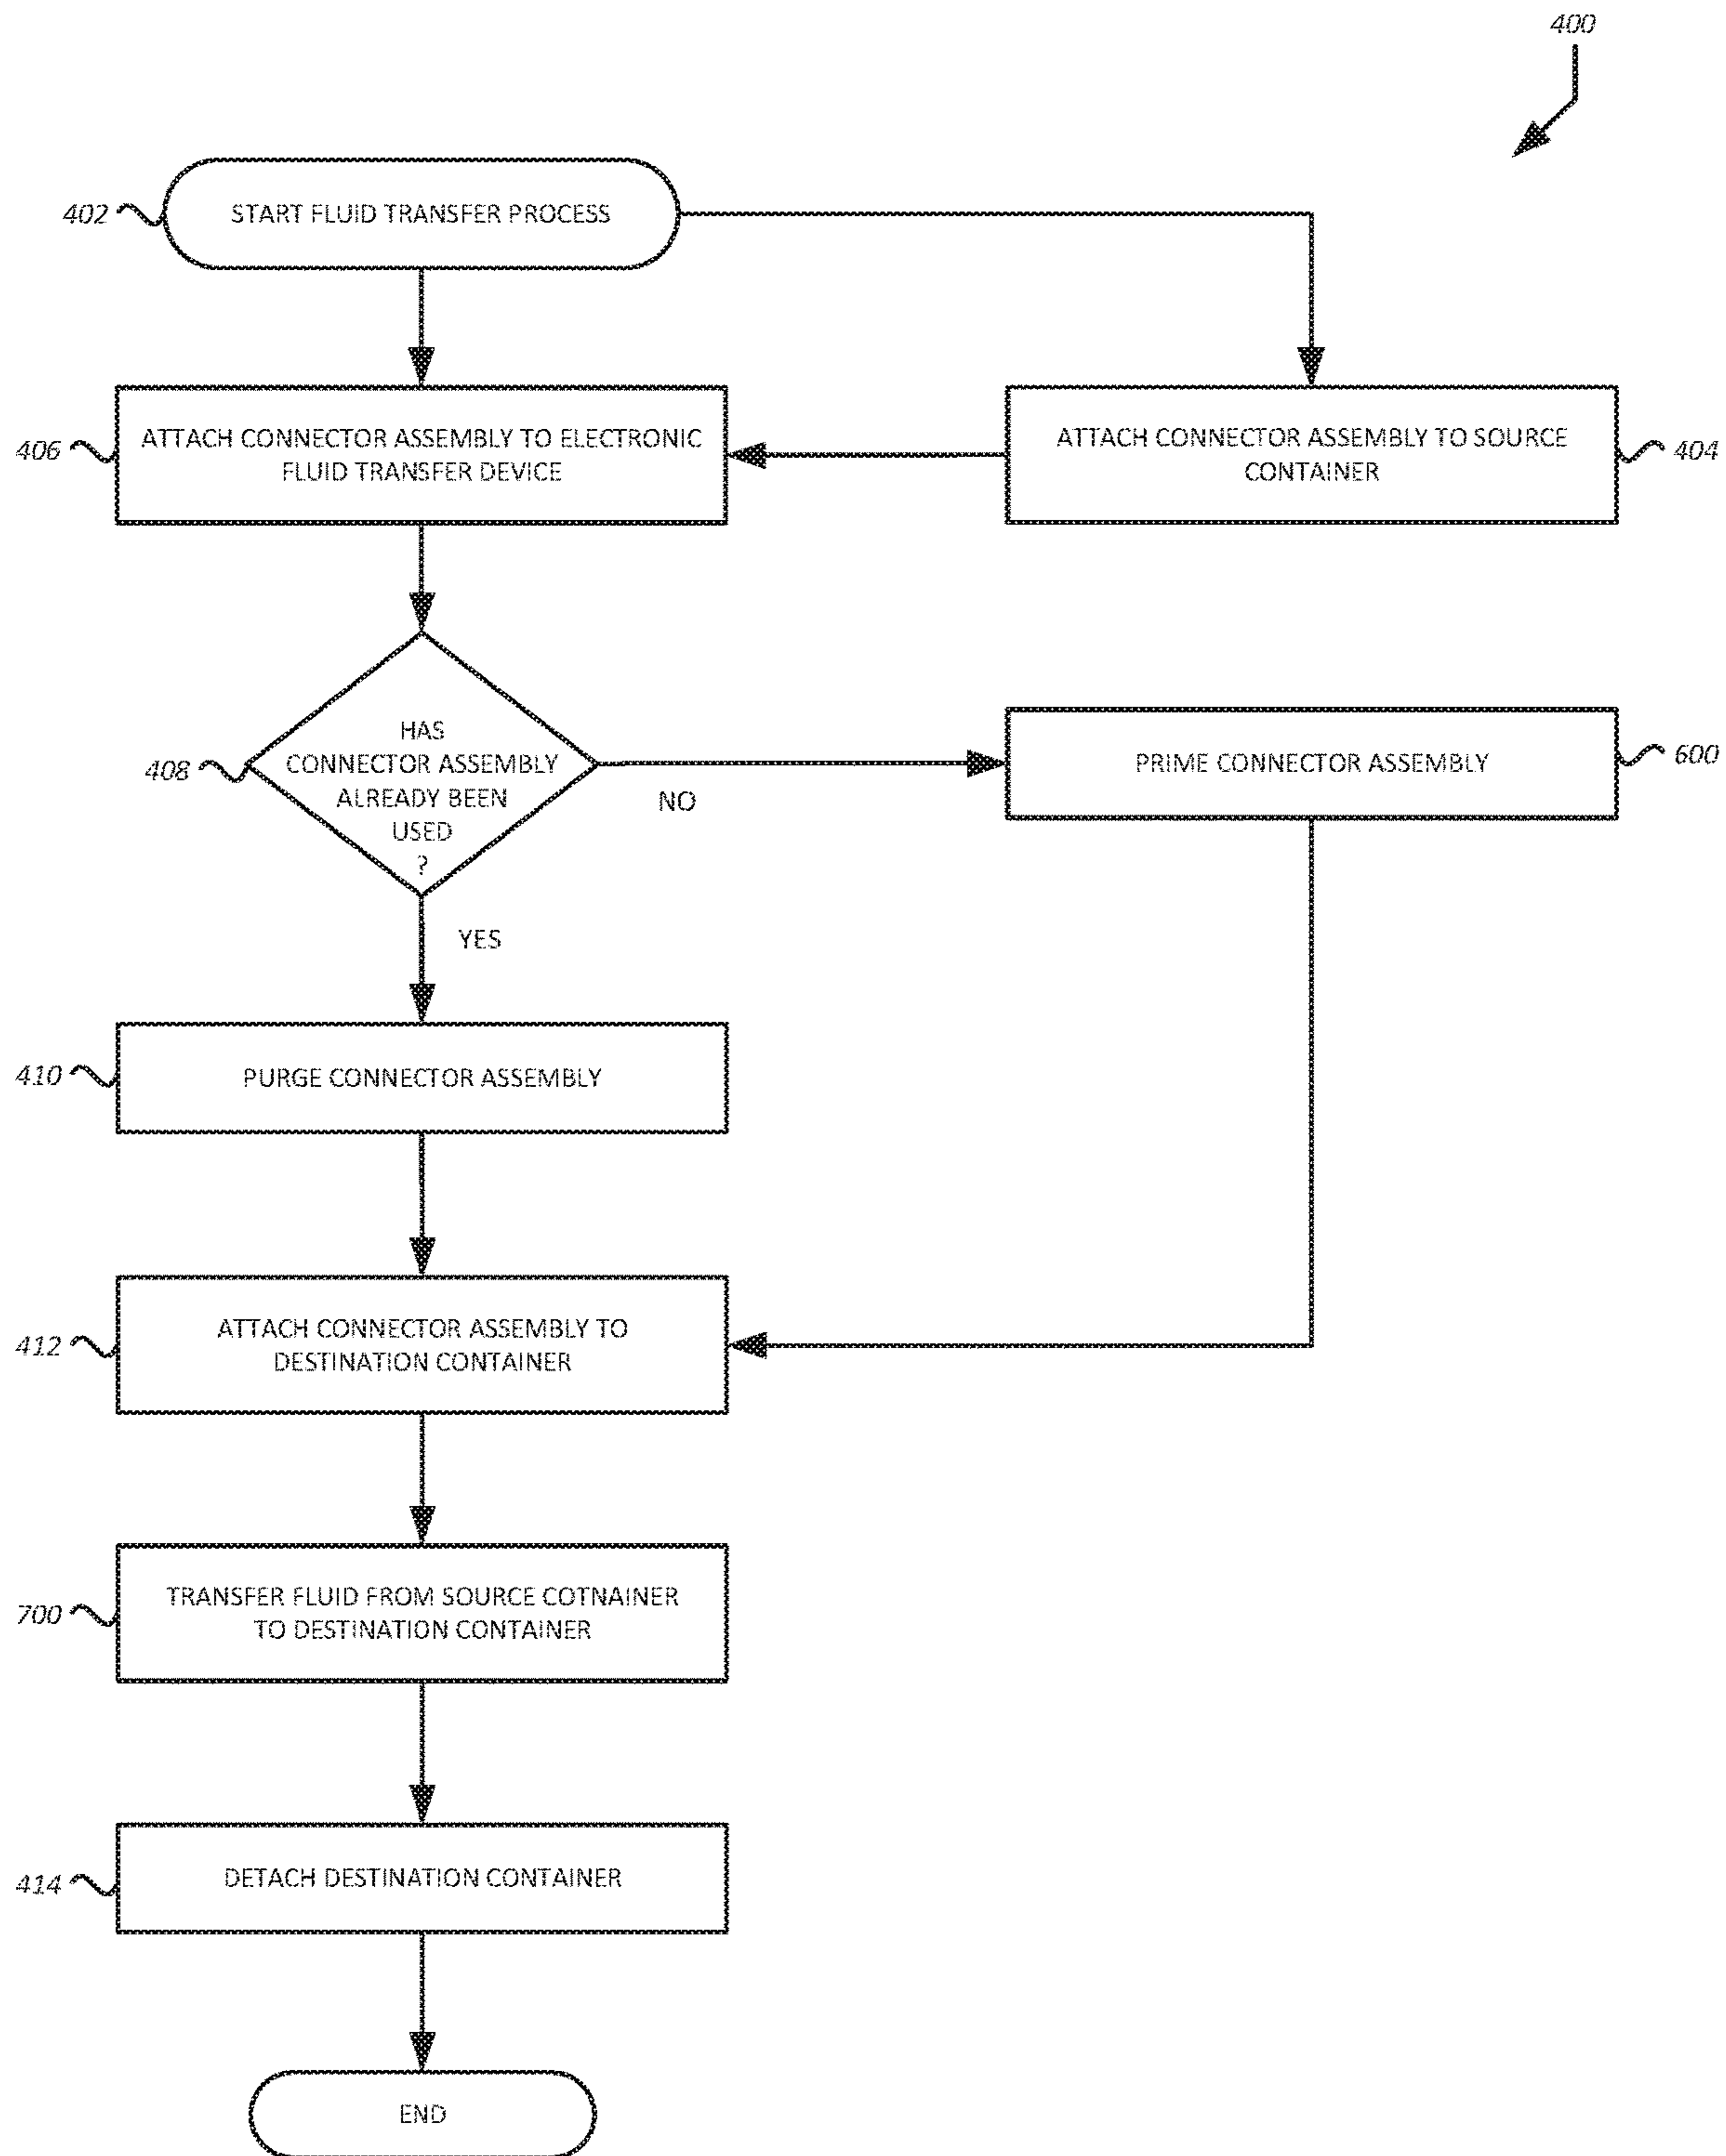 400
402
START FLUID TRANSFER PROCESS
406
ATTACH CONNECTOR ASSEMBLY TO ELECTRONIC
FLUID TRANSFER DEVICE
ATTACH CONNECTOR ASSEMBLY TO SOURCE
CONTAINER
404
408
HAS
CONNECTOR ASSEMBLY
ALREADY BEEN
USED
?
NO
PRIME CONNECTOR ASSEMBLY
600
YES
410
PURGE CONNECTOR ASSEMBLY
412
ATTACH CONNECTOR ASSEMBLY TO
DESTINATION CONTAINER
700
TRANSFER FLUID FROM SOURCE COTNAINER
TO DESTINATION CONTAINER
414
DETACH DESTINATION CONTAINER
END